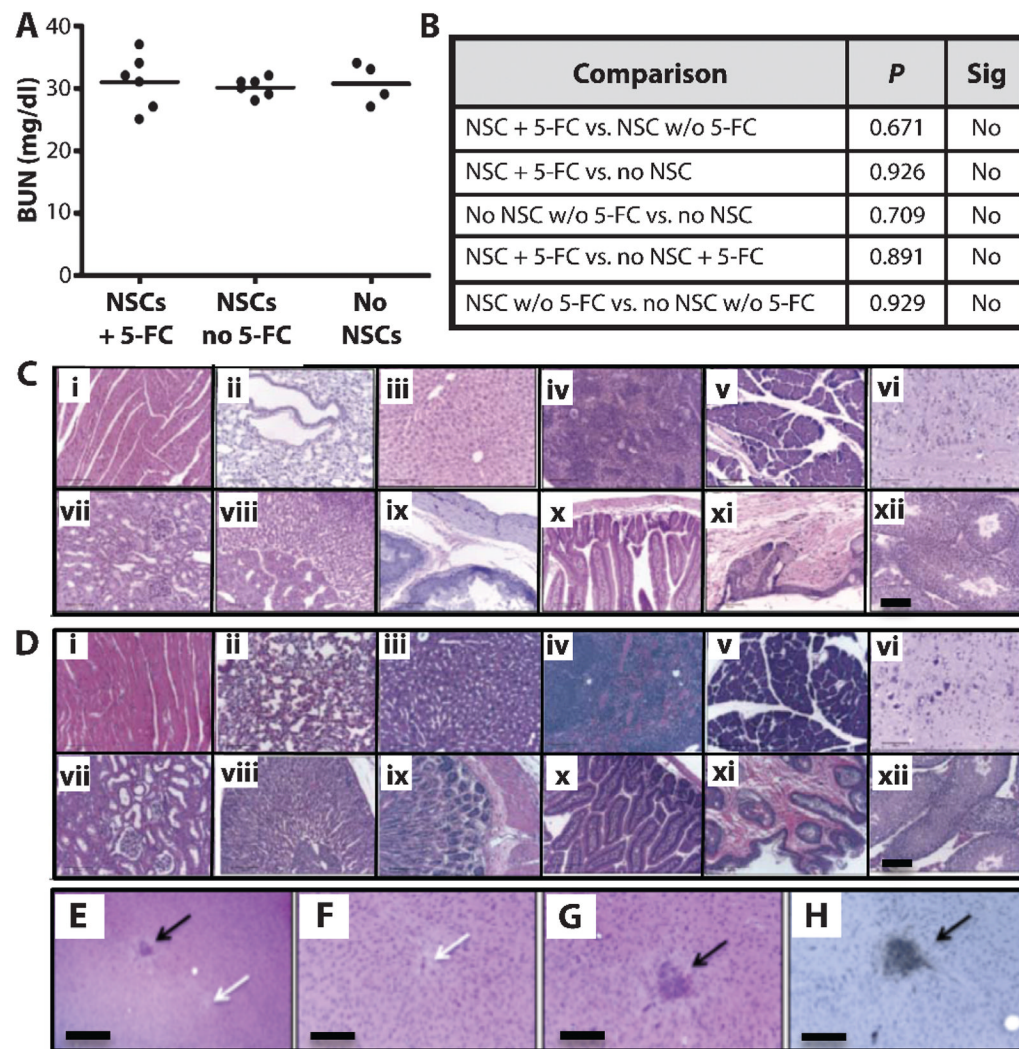 A
BUN (mg/dl)
40
30
20
10
0
NSCs
+ 5-FC
NSCs
no 5-FC
No
NSCs
B
Comparison P Sig
NSC + 5-FC vs. NSC w/o 5-FC 0.671 No
NSC + 5-FC vs. no NSC 0.926 No
No NSC w/o 5-FC vs. no NSC 0.709 No
NSC + 5-FC vs. no NSC + 5-FC 0.891 No
NSC w/o 5-FC vs. no NSC w/o 5-FC 0.929 No
C
i ii iii iv v vi
vii viii ix x xi xii
D
i ii iii iv v vi
vii viii ix x xi xii
E F G H